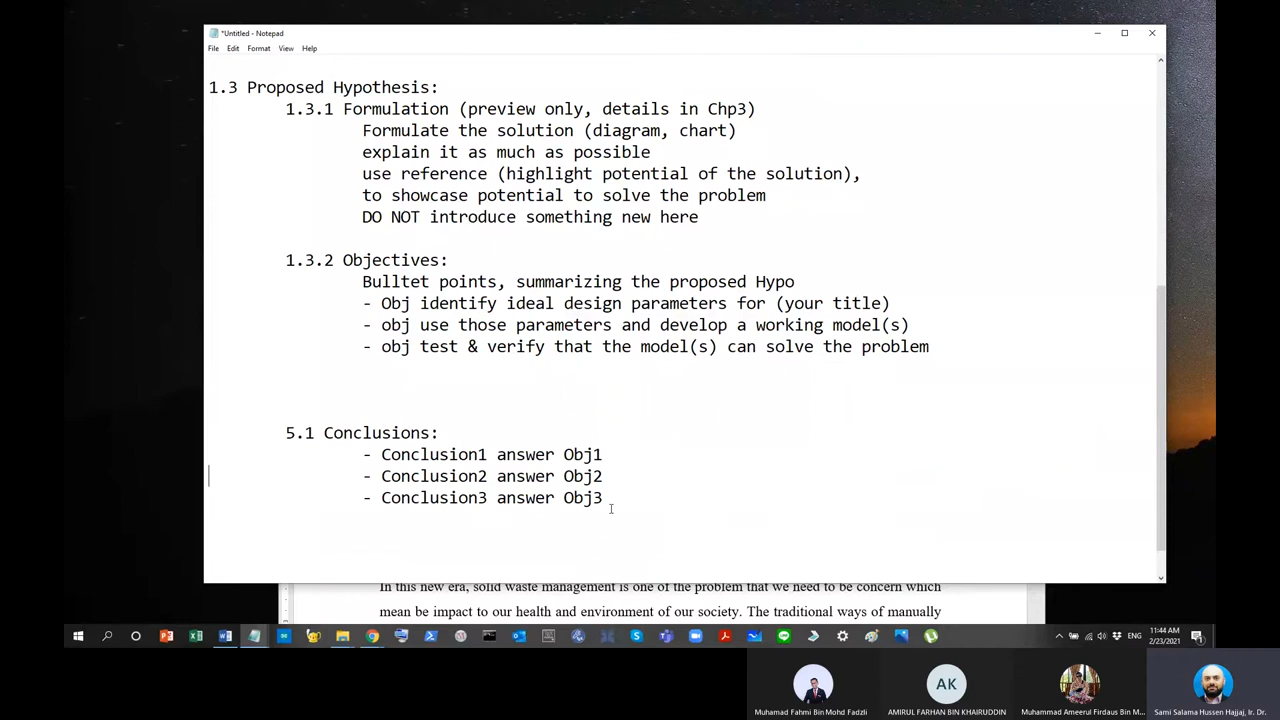 *Untitled - Notepad
File Edit Format View Help
1.3 Proposed Hypothesis:
1.3.1 Formulation (preview only, details in Chp3)
Formulate the solution (diagram, chart)
explain it as much as possible
use reference (highlight potential of the solution),
to showcase potential to solve the problem
DO NOT introduce something new here
1.3.2 Objectives:
Bulltet points, summarizing the proposed Hypo
- Obj identify ideal design parameters for (your title)
- obj use those parameters and develop a working model(s)
- obj test & verify that the model(s) can solve the problem
5.1 Conclusions:
- Conclusion1 answer Obj1
- Conclusion2 answer Obj2
- Conclusion3 answer Obj3
In this new era, solid waste management is one of the problem that we need to be concern which
mean be impact to our health and environment of our society. The traditional ways of manually
ENG
11:44 AM
2/23/2021
AK
Muhamad Fahmi Bin Mohd Fadzli
AMIRUL FARHAN BIN KHAIRUDDIN
Muhammad Ameerul Firdaus Bin M...
Sami Salama Hussen Hajjaj, Ir. Dr.